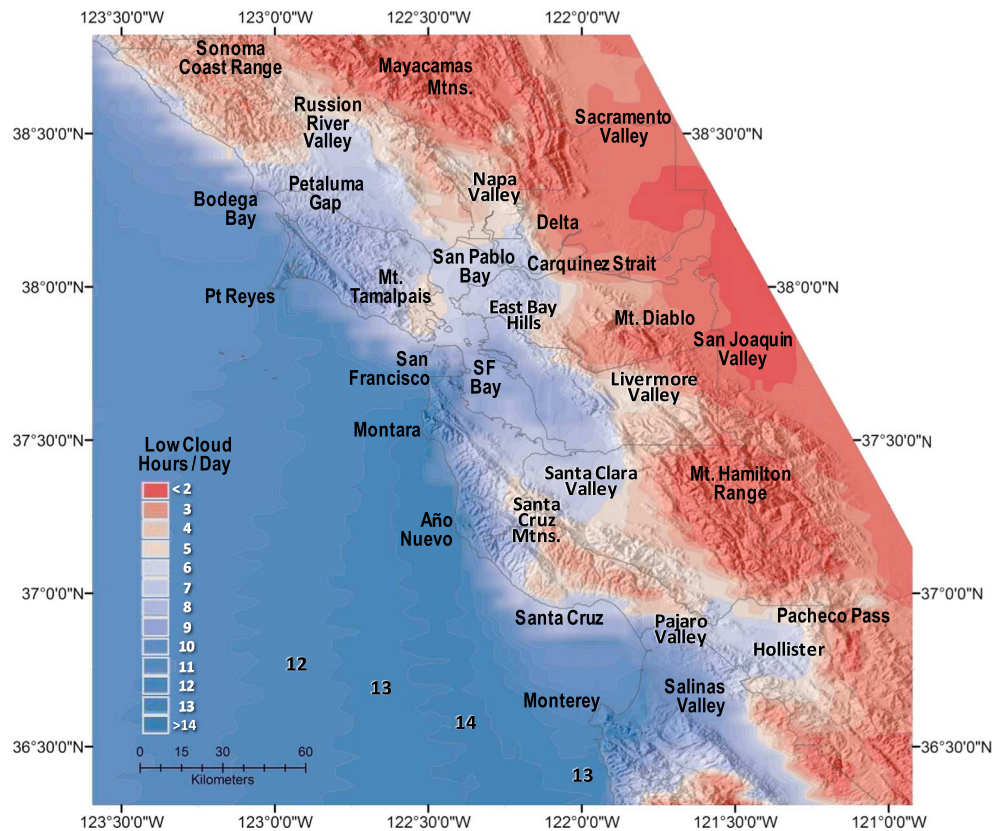 123°30'0"W 123°0'0"W 122°30'0"W 122°0'0"W
Sonoma
Coast Range
Mayacamas
Mtns.
Russion
River
Valley
Sacramento
Valley
38°30'0"N
38°30'0"N
Petaluma
Gap
Napa
Valley
Bodega
Bay
Delta
San Pablo
Bay
Carquinez Strait
Mt.
Tamalpais
38°0'0"N
38°0'0"N
Pt Reyes
East Bay
Hills
Mt. Diablo
San Joaquin
Valley
San
Francisco
SF
Bay
Livermore
Valley
Montara
37°30'0"N
37°30'0"N
Low Cloud
Hours / Day
< 2
3
4
5
6
7
8
9
10
11
12
13
>14
Santa Clara
Valley
Mt. Hamilton
Range
Santa
Cruz
Mtns.
Año
Nuevo
37°0'0"N
37°0'0"N
Santa Cruz
Pajaro
Valley
Pacheco Pass
Hollister
12
13
14
13
Monterey
Salinas
Valley
36°30'0"N
36°30'0"N
0 15 30 60
Kilometers
123°30'0"W 123°0'0"W 122°30'0"W 122°0'0"W 121°30'0"W 121°0'0"W